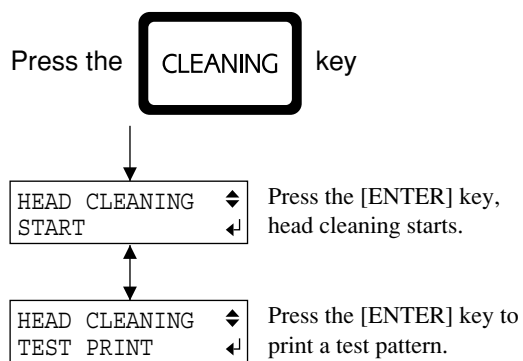 Press the CLEANING key
HEAD CLEANING
START
Press the [ENTER] key,
head cleaning starts.
HEAD CLEANING
TEST PRINT
Press the [ENTER] key to
print a test pattern.